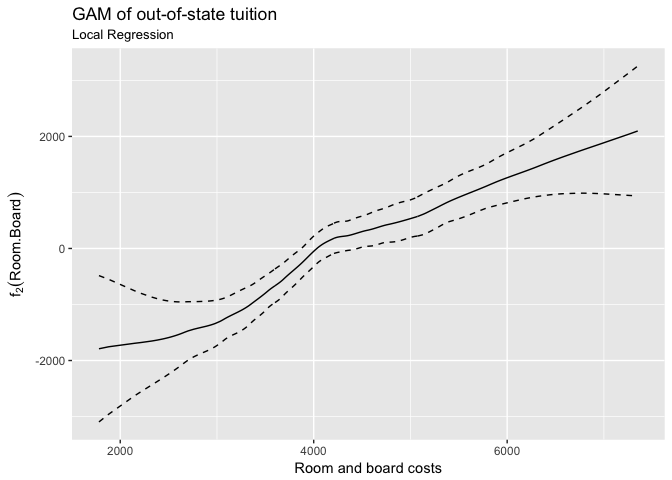 GAM of out-of-state tuition
Local Regression
f₂(Room.Board)
2000
0
-2000
2000 4000 6000
Room and board costs